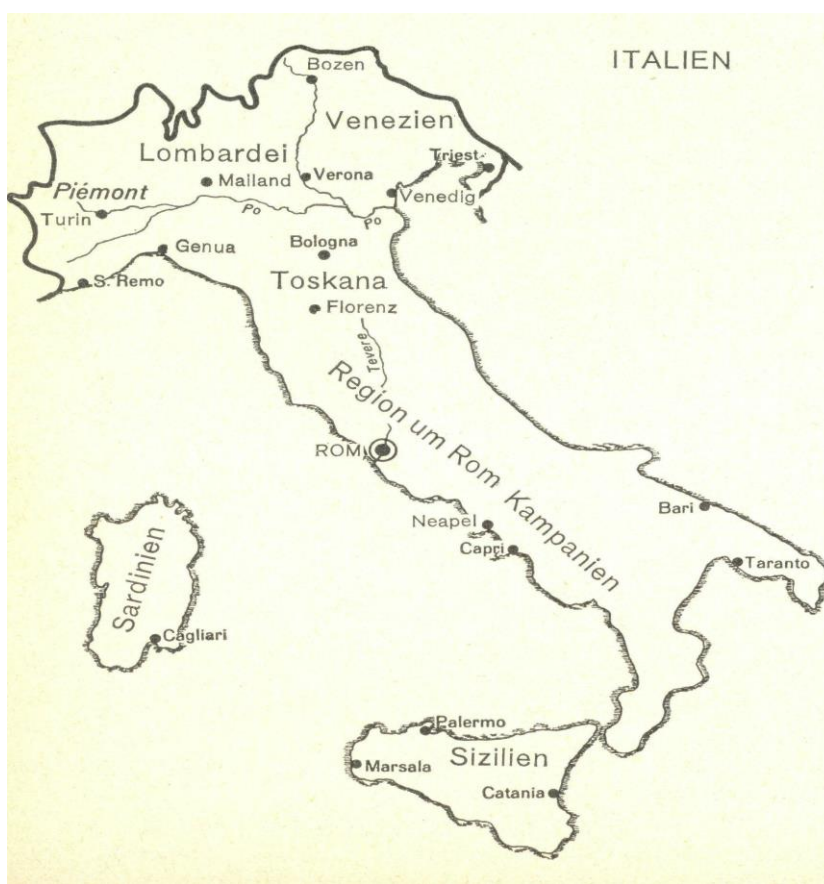 ITALIEN
Bozen
Venezien
Lombardei
Triest
Mailand
Verona
Piémont
Venedig
Turin
Po
Po
Genua
Bologna
S. Remo
Toskana
Florenz
Tevere
Region um Rom
ROM
Kampanien
Neapel
Bari
Capri
Taranto
Sardinien
Cagliari
Palermo
Sizilien
Marsala
Catania